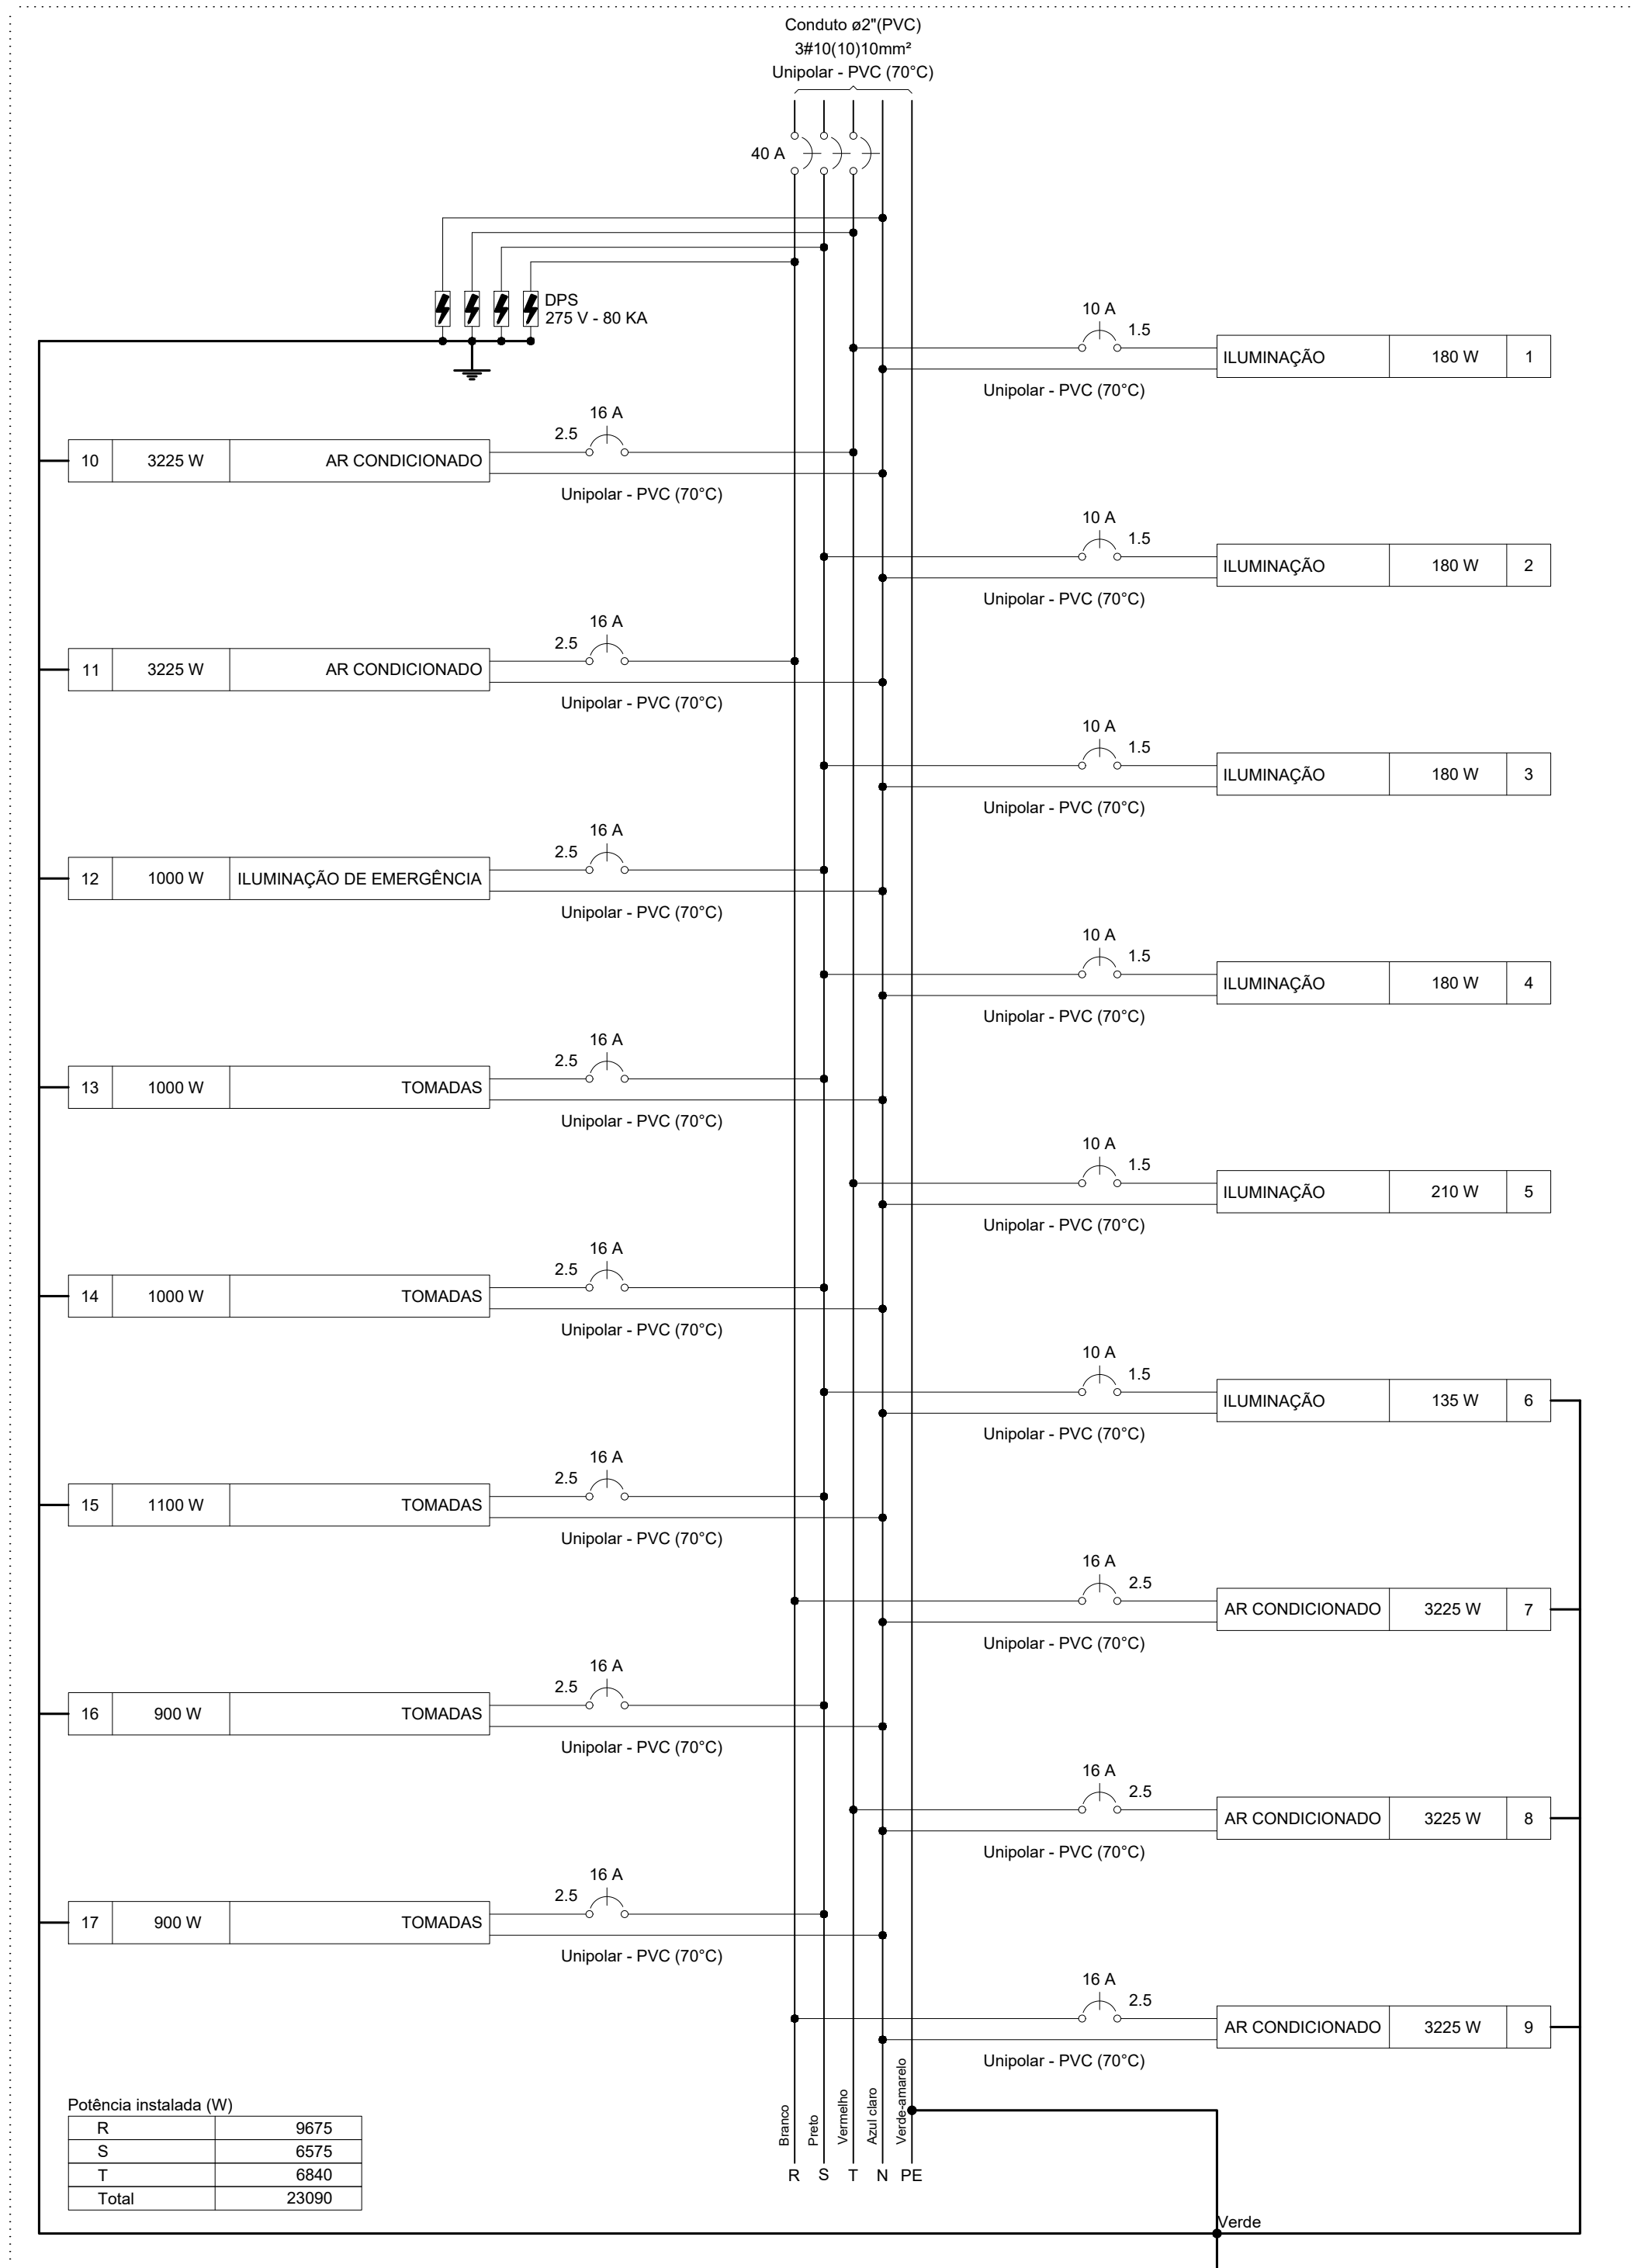 Conduto ø2"(PVC)
3#10(10)10mm²
Unipolar - PVC (70°C)
40 A
DPS
275 V - 80 KA
10 A
1.5
ILUMINAÇÃO 180 W 1
Unipolar - PVC (70°C)
16 A
2.5
10 3225 W AR CONDICIONADO
Unipolar - PVC (70°C)
10 A
1.5
ILUMINAÇÃO 180 W 2
Unipolar - PVC (70°C)
16 A
2.5
11 3225 W AR CONDICIONADO
Unipolar - PVC (70°C)
10 A
1.5
ILUMINAÇÃO 180 W 3
Unipolar - PVC (70°C)
16 A
2.5
12 1000 W ILUMINAÇÃO DE EMERGÊNCIA
Unipolar - PVC (70°C)
10 A
1.5
ILUMINAÇÃO 180 W 4
Unipolar - PVC (70°C)
16 A
2.5
13 1000 W TOMADAS
Unipolar - PVC (70°C)
10 A
1.5
ILUMINAÇÃO 210 W 5
Unipolar - PVC (70°C)
16 A
2.5
14 1000 W TOMADAS
Unipolar - PVC (70°C)
10 A
1.5
ILUMINAÇÃO 135 W 6
Unipolar - PVC (70°C)
16 A
2.5
15 1100 W TOMADAS
Unipolar - PVC (70°C)
16 A
2.5
AR CONDICIONADO 3225 W 7
Unipolar - PVC (70°C)
16 A
2.5
16 900 W TOMADAS
Unipolar - PVC (70°C)
16 A
2.5
AR CONDICIONADO 3225 W 8
Unipolar - PVC (70°C)
16 A
2.5
17 900 W TOMADAS
Unipolar - PVC (70°C)
16 A
2.5
AR CONDICIONADO 3225 W 9
Unipolar - PVC (70°C)
Branco
Preto
Vermelho
Azul claro
Verde-amarelo
R S T N PE
Potência instalada (W)
R 9675
S 6575
T 6840
Total 23090
Verde